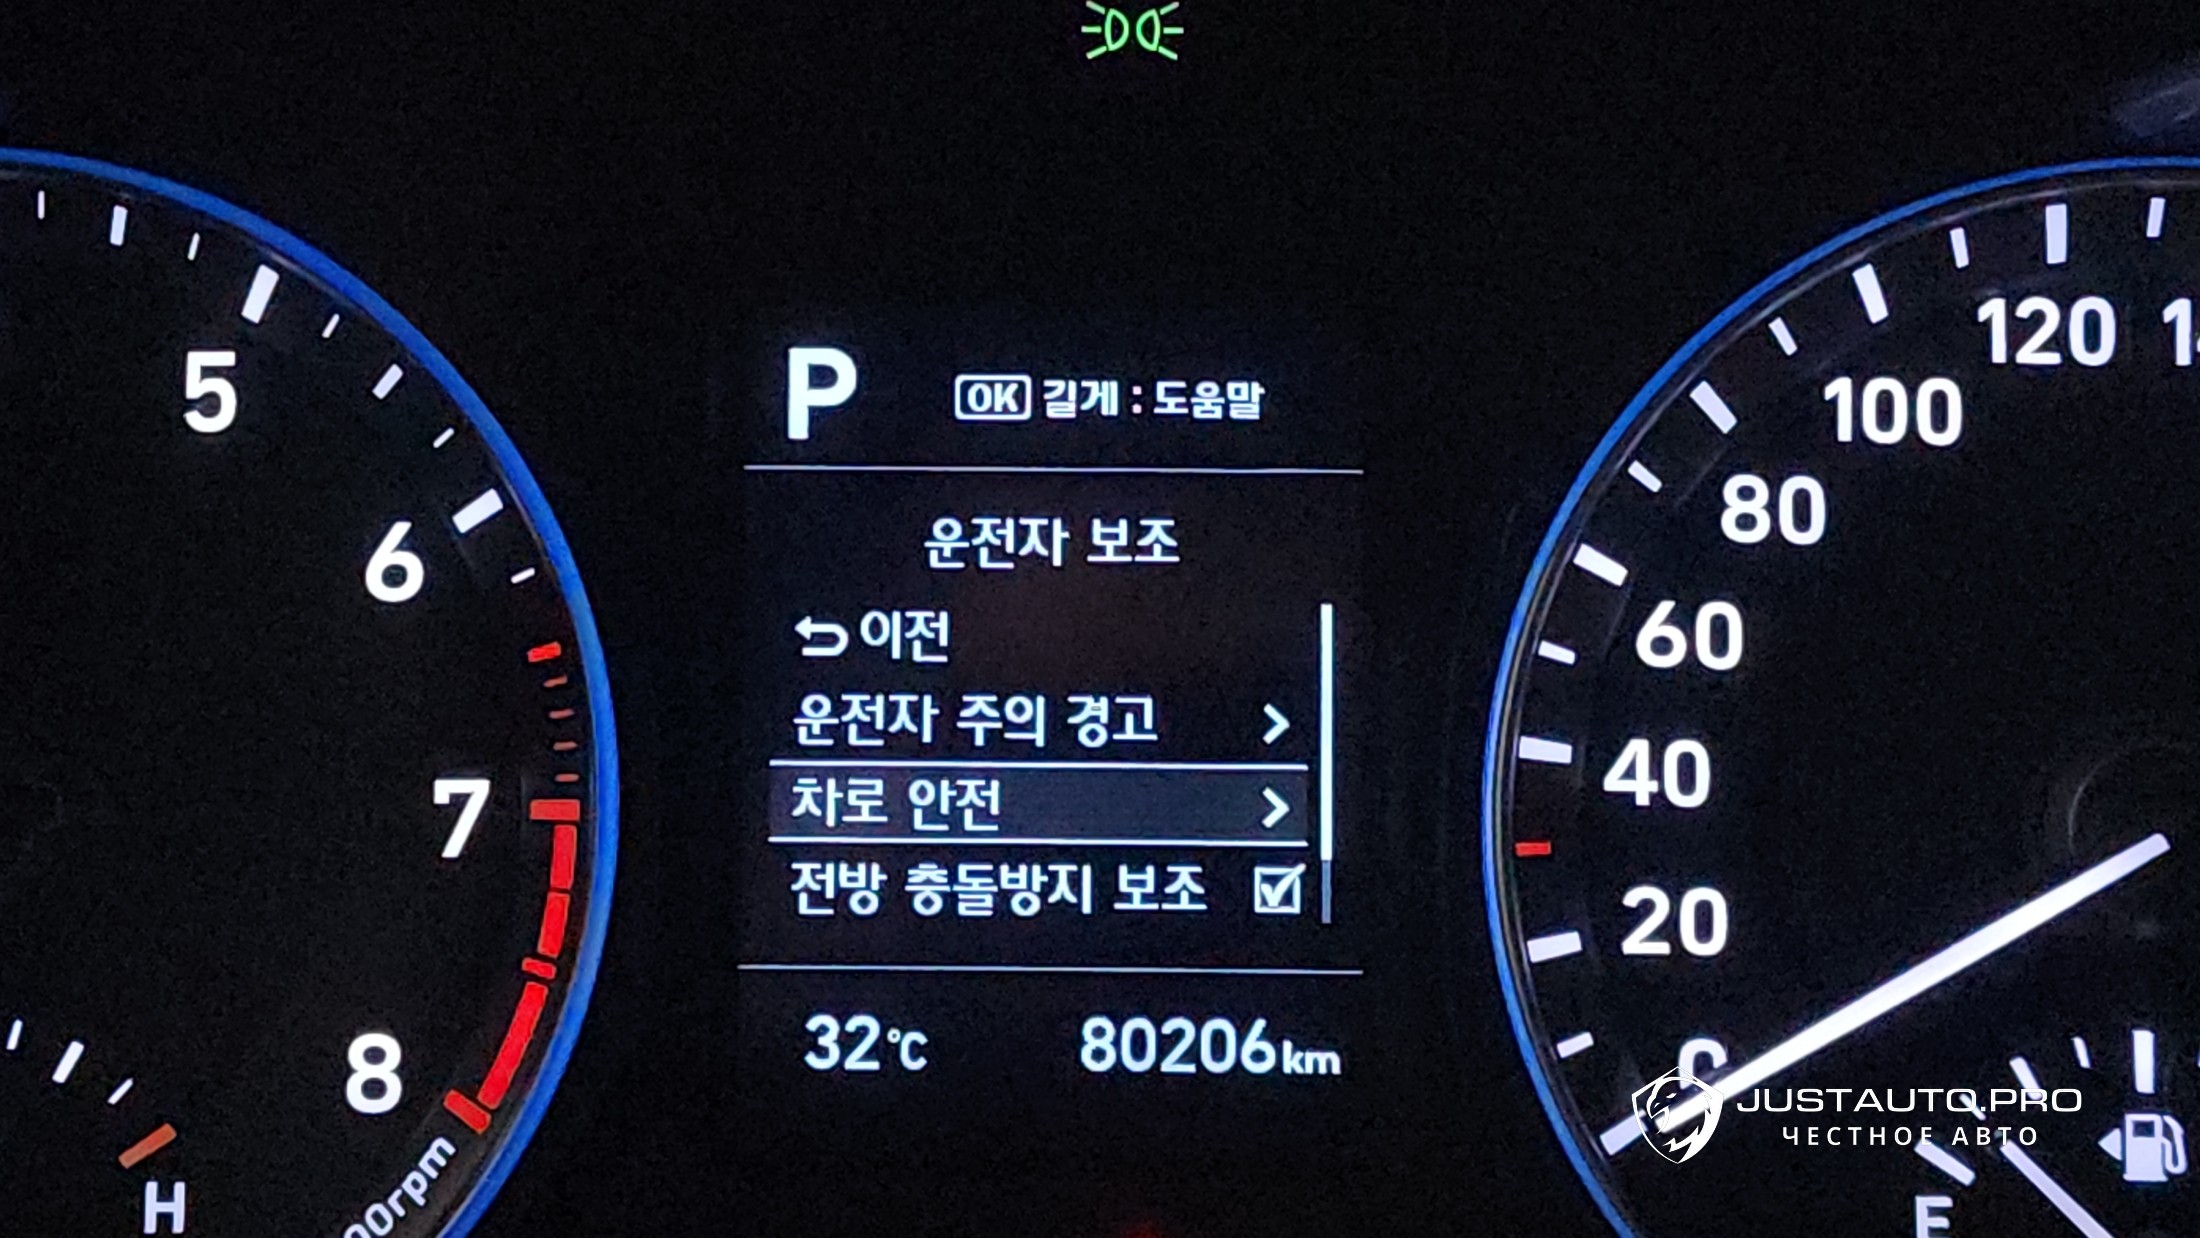 P
OK 길게 : 도움말
운전자 보조
이전
운전자 주의 경고
차로 안전
전방 충돌방지 보조
32°C 80206km
5
6
7
8
H
00rpm
120
100
80
60
40
20
0
E
JUSTAUTO.PRO
ЧЕСТНОЕ АВТО